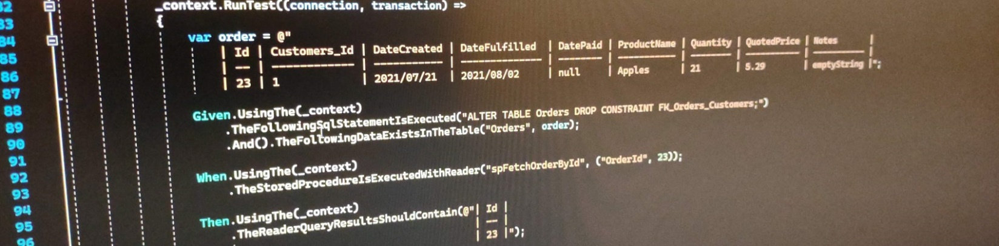 82 _context.RunTest((connection, transaction) =>
83 {
84 var order = @"
85 | Id | Customers_Id | DateCreated | DateFulfilled | DatePaid | ProductName | Quantity | QuotedPrice | Notes |
86 | -- | ------------ | ----------- | ------------- | -------- | ----------- | -------- | ----------- | ----------- |
87 | 23 | 1 | 2021/07/21 | 2021/08/02 | null | Apples | 21 | 5.29 | emptyString |";
88
89 Given.UsingThe(_context)
90 .TheFollowingSqlStatementIsExecuted("ALTER TABLE Orders DROP CONSTRAINT FK_Orders_Customers;")
91 .And().TheFollowingDataExistsInTheTable("Orders", order);
92
93 When.UsingThe(_context)
94 .TheStoredProcedureIsExecutedWithReader("spFetchOrderById", ("OrderId", 23));
95
96 Then.UsingThe(_context)
.TheReaderQueryResultsShouldContain(@"| Id |
| -- |
| 23 |");